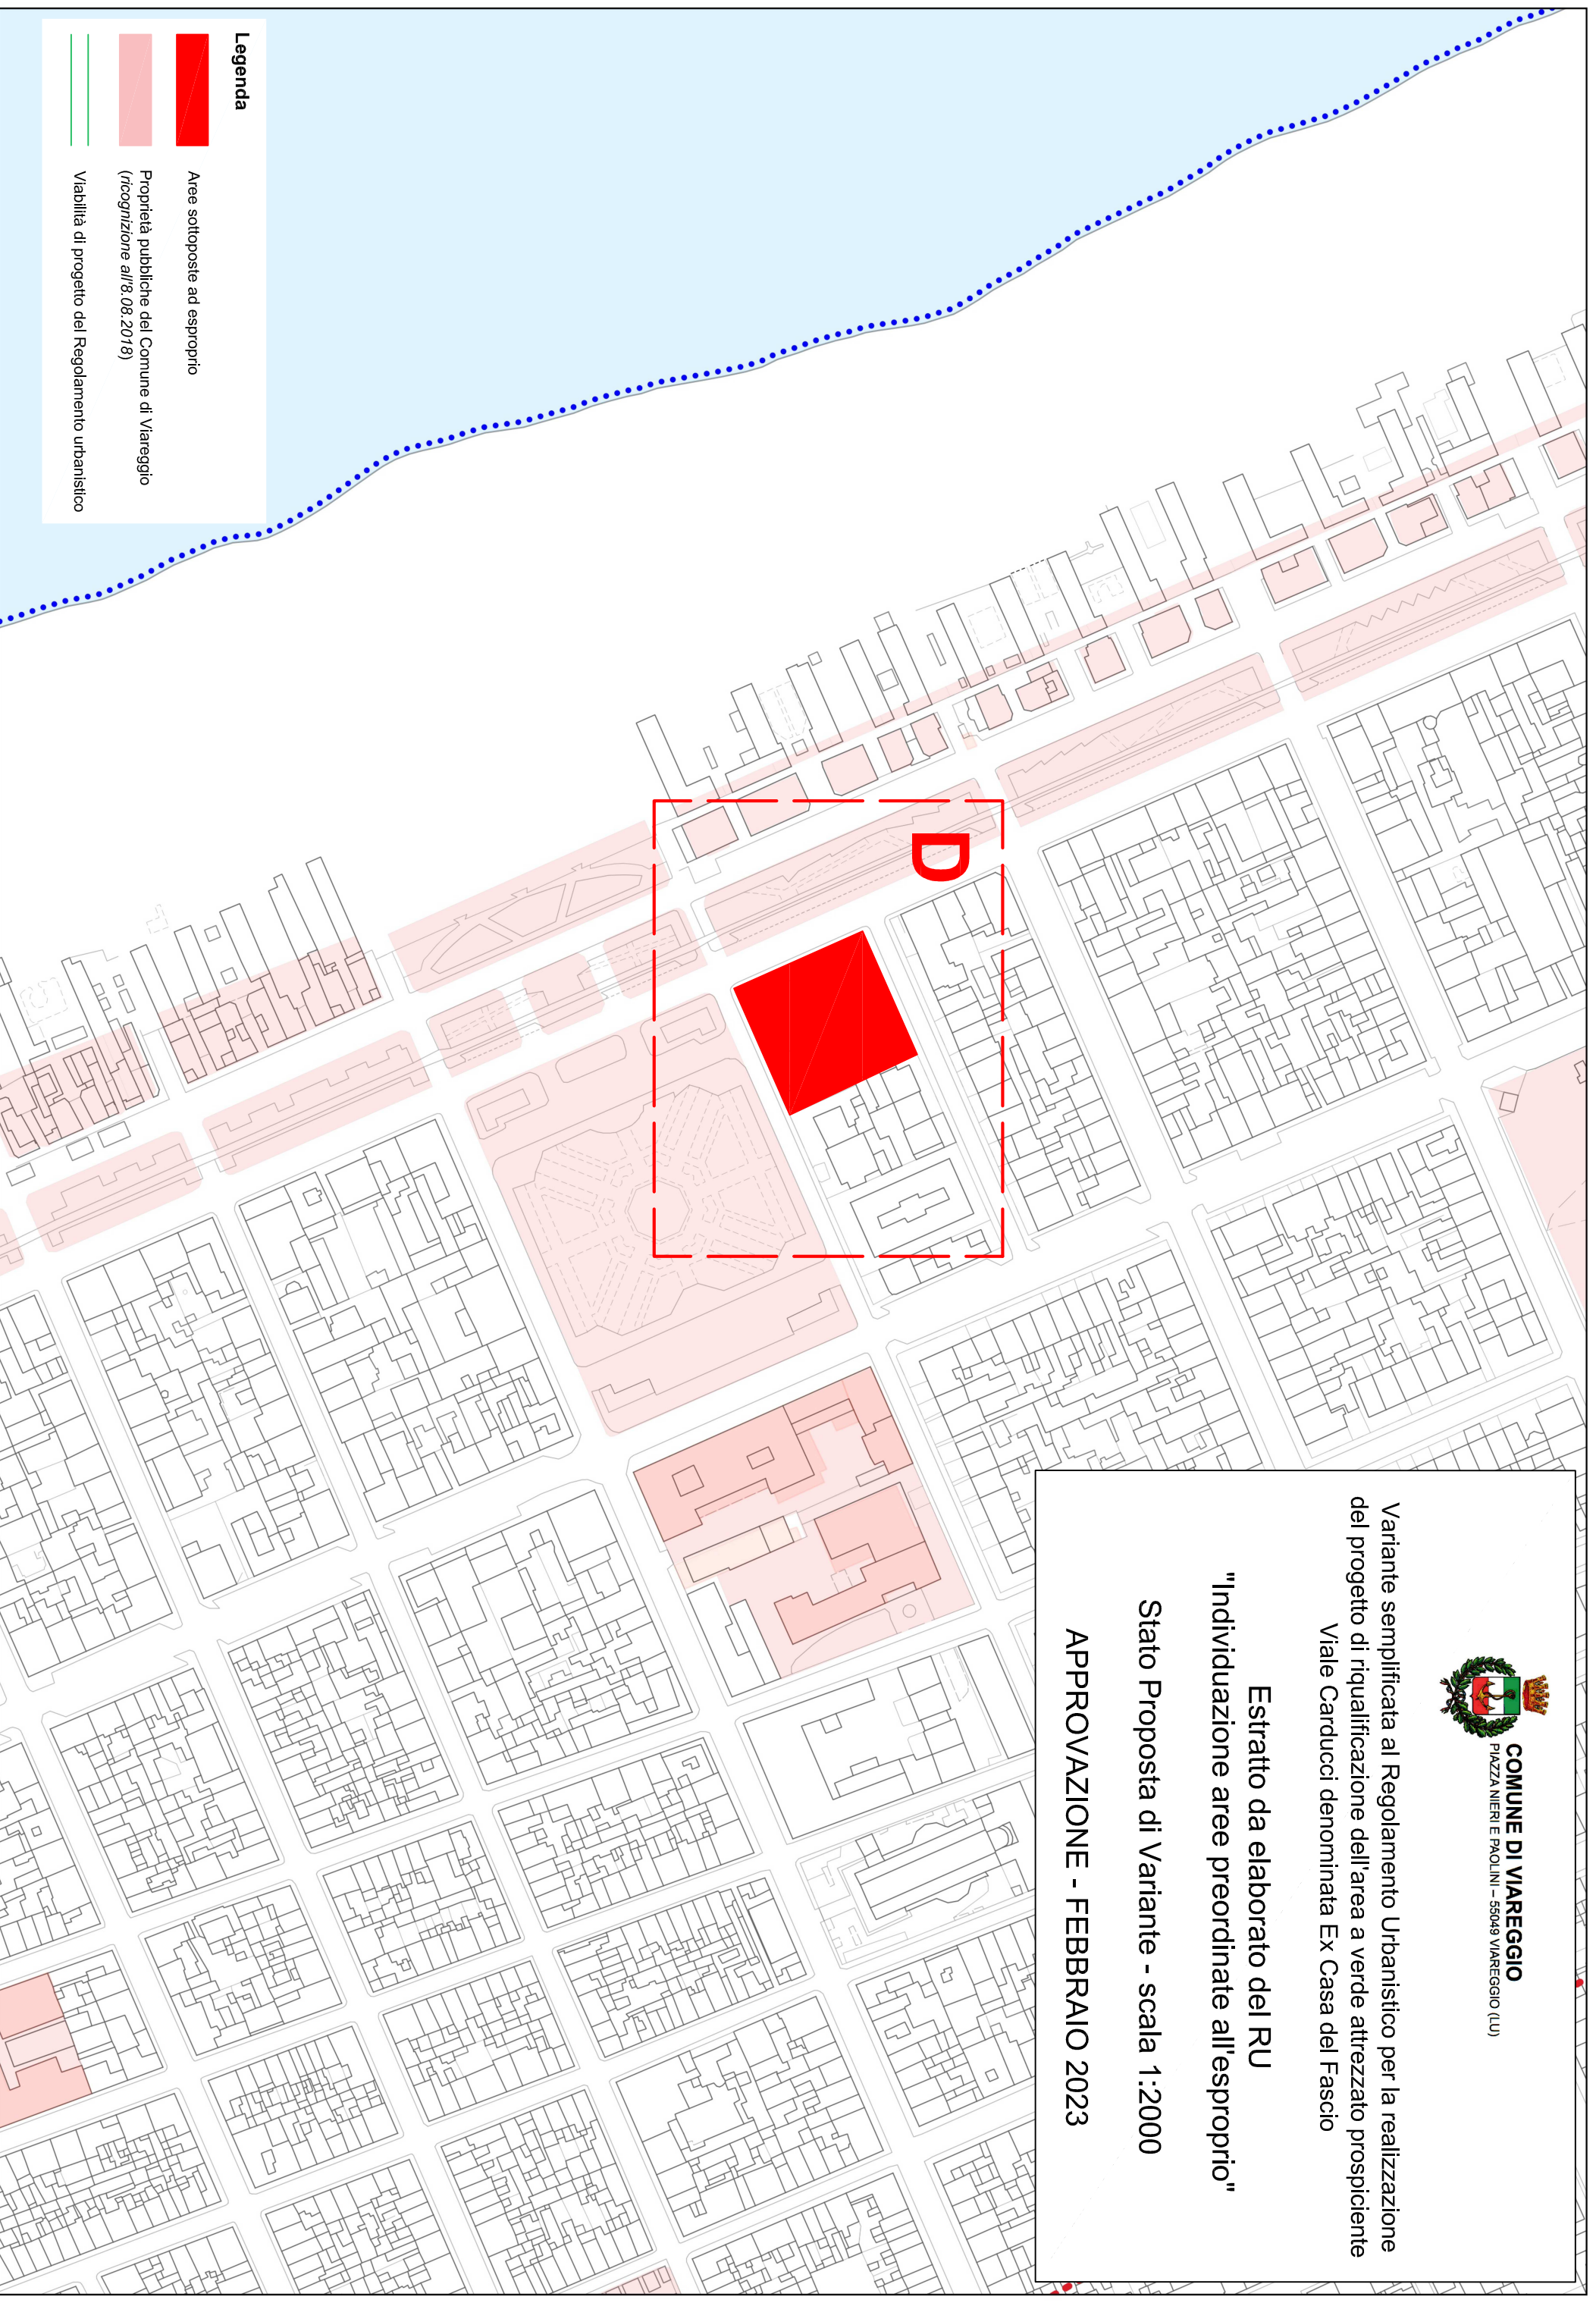 COMUNE DI VIAREGGIO
PIAZZA NIERI E PAOLINI – 55049 VIAREGGIO (LU)
Variante semplificata al Regolamento Urbanistico per la realizzazione
del progetto di riqualificazione dell'area a verde attrezzato prospiciente
Viale Carducci denominata Ex Casa del Fascio
Estratto da elaborato del RU
"Individuazione aree preordinate all'esproprio"
Stato Proposta di Variante - scala 1:2000
APPROVAZIONE - FEBBRAIO 2023
D
Legenda
Aree sottoposte ad esproprio
Proprietà pubbliche del Comune di Viareggio
(ricognizione all'8.08.2018)
Viabilità di progetto del Regolamento urbanistico